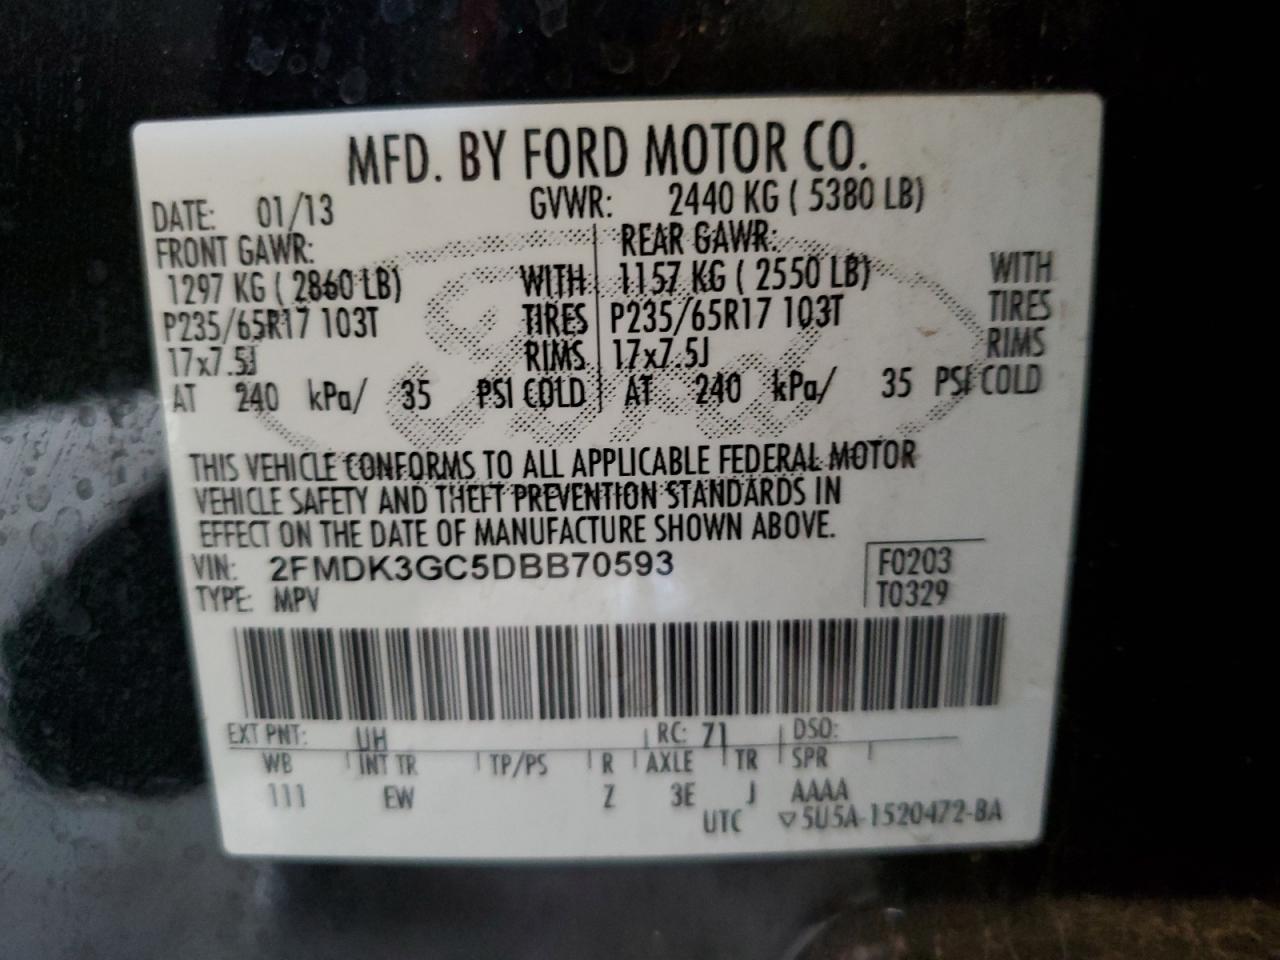 MFD. BY FORD MOTOR CO.
DATE: 01/13 GVWR: 2440 KG ( 5380 LB)
FRONT GAWR: REAR GAWR:
1297 KG ( 2860 LB) WITH 1157 KG ( 2550 LB) WITH
P235/65R17 103T TIRES P235/65R17 103T TIRES
17x7.5J RIMS 17x7.5J RIMS
AT 240 kPa/ 35 PSI COLD AT 240 kPa/ 35 PSI COLD
THIS VEHICLE CONFORMS TO ALL APPLICABLE FEDERAL MOTOR
VEHICLE SAFETY AND THEFT PREVENTION STANDARDS IN
EFFECT ON THE DATE OF MANUFACTURE SHOWN ABOVE.
VIN: 2FMDK3GC5DBB70593 F0203
TYPE: MPV T0329
EXT PNT: UH RC: 71 DSO:
WB INT TR TP/PS R AXLE TR SPR
111 EW Z 3E J AAAA
UTC ▽5U5A-1520472-BA
Ford